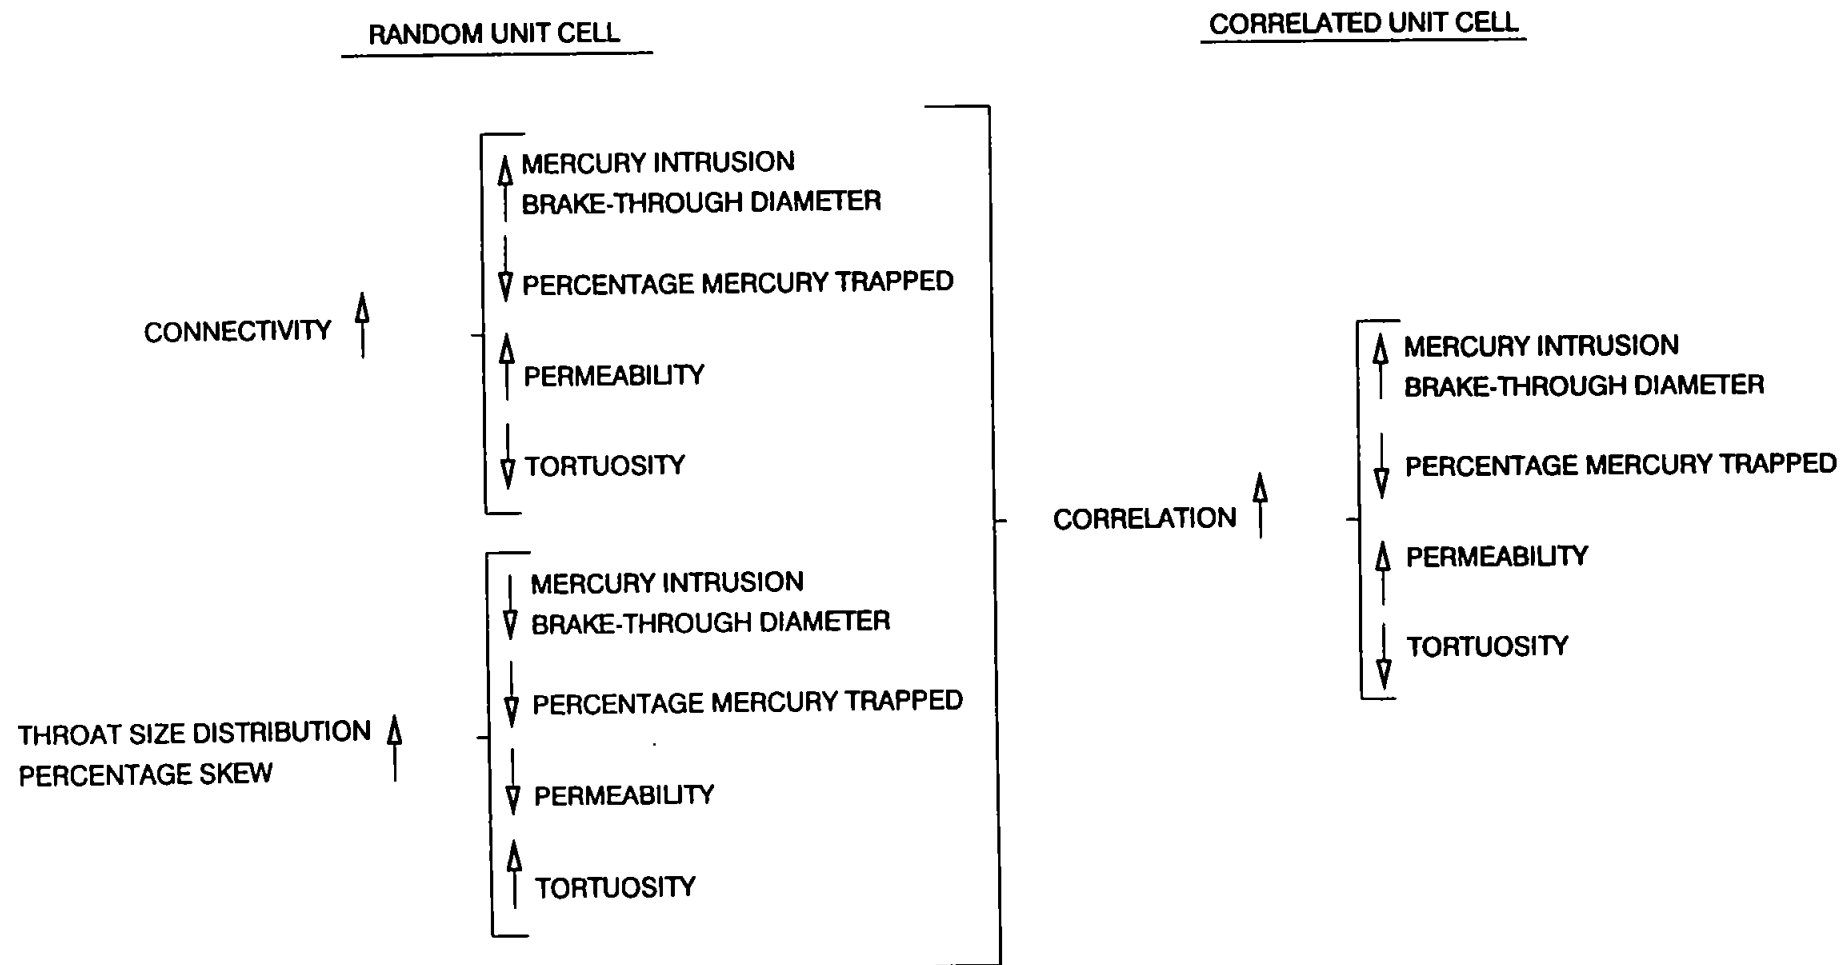 RANDOM UNIT CELL
CORRELATED UNIT CELL
CONNECTIVITY
MERCURY INTRUSION
BRAKE-THROUGH DIAMETER
PERCENTAGE MERCURY TRAPPED
PERMEABILITY
TORTUOSITY
THROAT SIZE DISTRIBUTION
PERCENTAGE SKEW
MERCURY INTRUSION
BRAKE-THROUGH DIAMETER
PERCENTAGE MERCURY TRAPPED
PERMEABILITY
TORTUOSITY
CORRELATION
MERCURY INTRUSION
BRAKE-THROUGH DIAMETER
PERCENTAGE MERCURY TRAPPED
PERMEABILITY
TORTUOSITY